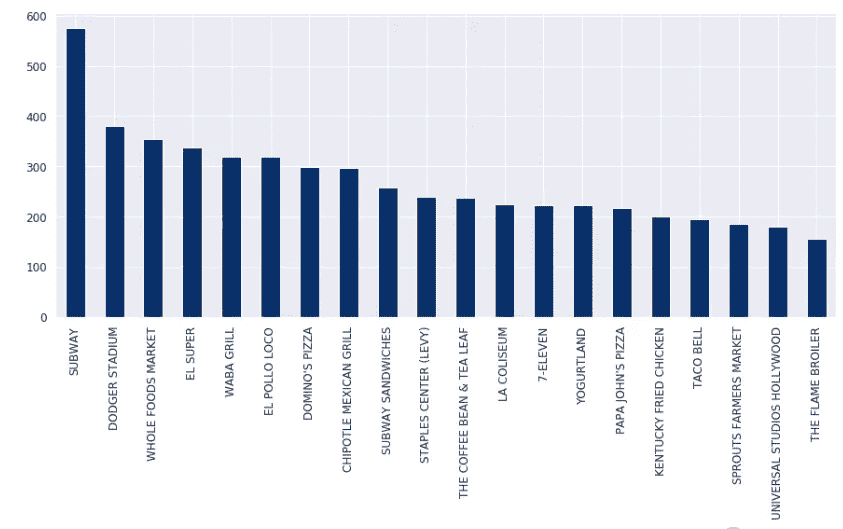 600
500
400
300
200
100
0
SUBWAY
DODGER STADIUM
WHOLE FOODS MARKET
EL SUPER
WABA GRILL
EL POLLO LOCO
DOMINO'S PIZZA
CHIPOTLE MEXICAN GRILL
SUBWAY SANDWICHES
STAPLES CENTER (LEVY)
THE COFFEE BEAN & TEA LEAF
LA COLISEUM
7-ELEVEN
YOGURTLAND
PAPA JOHN'S PIZZA
KENTUCKY FRIED CHICKEN
TACO BELL
SPROUTS FARMERS MARKET
UNIVERSAL STUDIOS HOLLYWOOD
THE FLAME BROILER